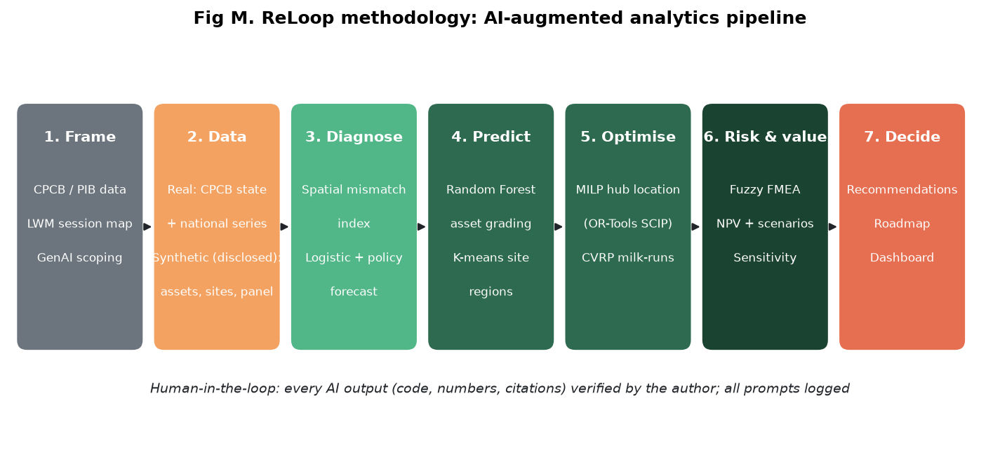 Fig M. ReLoop methodology: AI-augmented analytics pipeline
1. Frame
CPCB / PIB data
LWM session map
GenAI scoping
2. Data
Real: CPCB state
+ national series
Synthetic (disclosed):
assets, sites, panel
3. Diagnose
Spatial mismatch
index
Logistic + policy
forecast
4. Predict
Random Forest
asset grading
K-means site
regions
5. Optimise
MILP hub location
(OR-Tools SCIP)
CVRP milk-runs
6. Risk & value
Fuzzy FMEA
NPV + scenarios
Sensitivity
7. Decide
Recommendations
Roadmap
Dashboard
Human-in-the-loop: every AI output (code, numbers, citations) verified by the author; all prompts logged